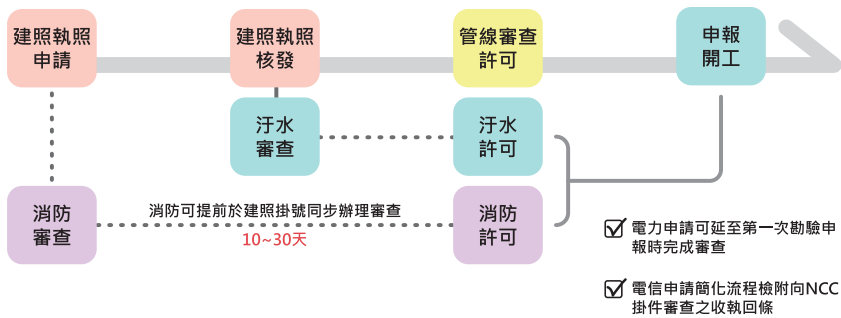 建照執照
申請
建照執照
核發
管線審查
許可
申報
開工
汙水
審查
汙水
許可
消防
審查
消防可提前於建照掛號同步辦理審查
10~30天
消防
許可
電力申請可延至第一次勘驗申
報時完成審查
電信申請簡化流程檢附向NCC
掛件審查之收執回條